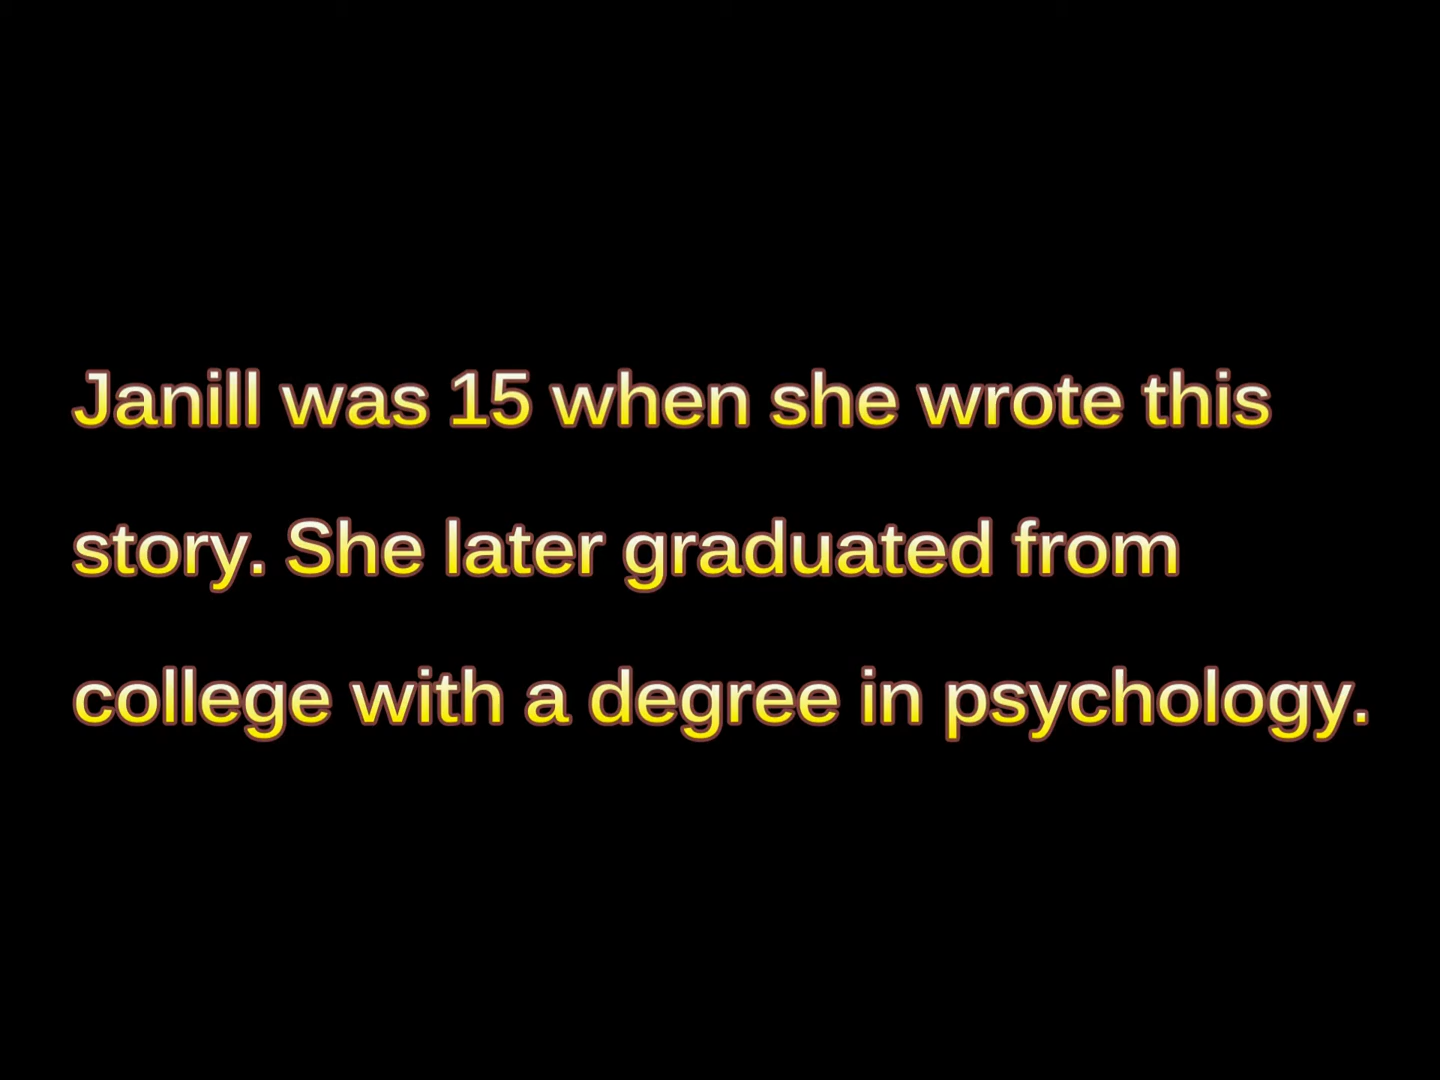 Janill was 15 when she wrote this
story. She later graduated from
college with a degree in psychology.